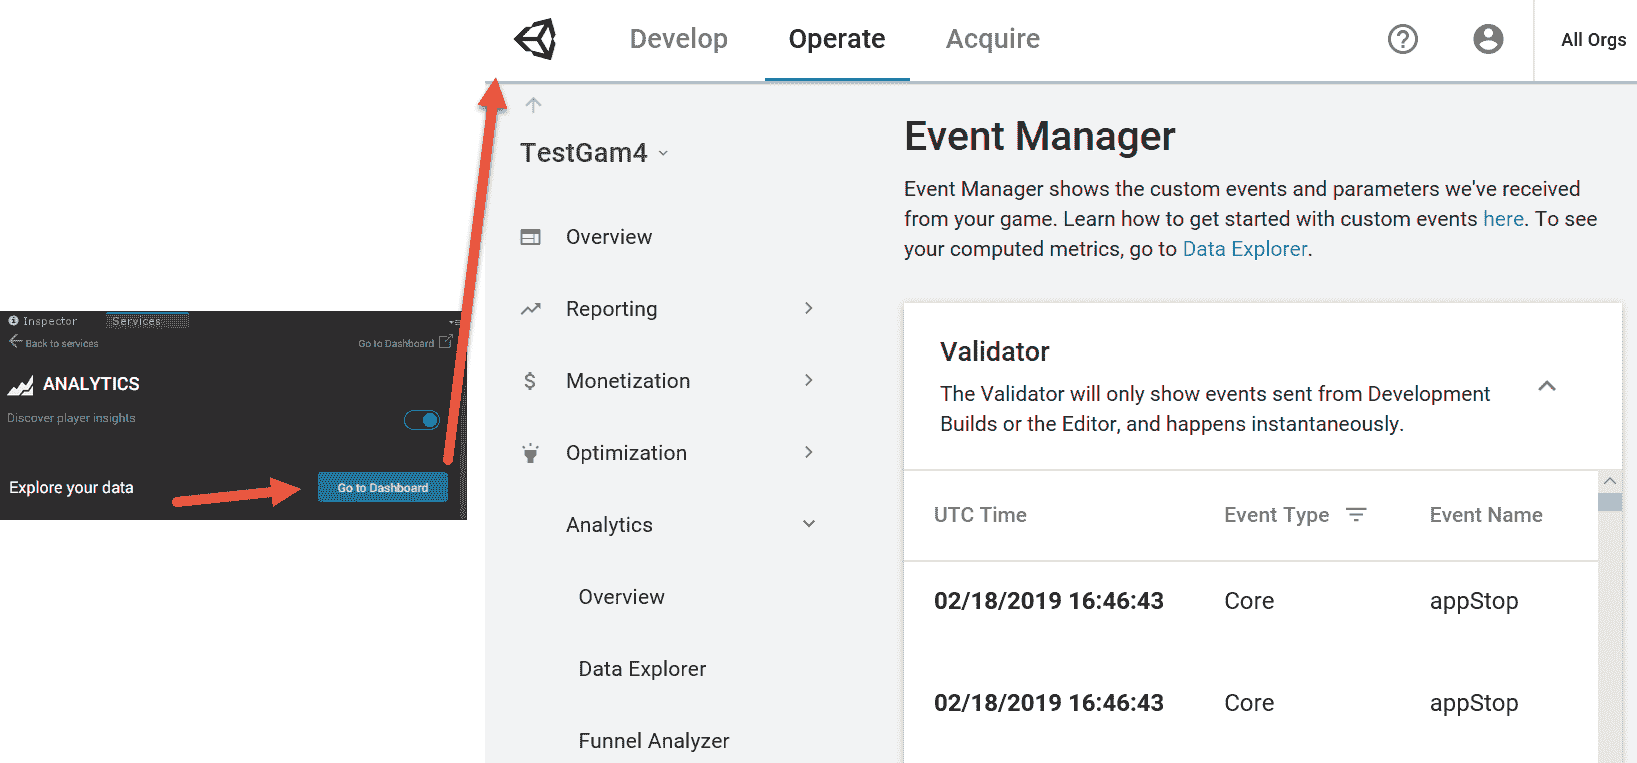 Develop
Operate
Acquire
All Orgs
TestGam4
Overview
Reporting
Monetization
Optimization
Analytics
Overview
Data Explorer
Funnel Analyzer
Event Manager
Event Manager shows the custom events and parameters we've received
from your game. Learn how to get started with custom events here. To see
your computed metrics, go to Data Explorer.
Validator
The Validator will only show events sent from Development
Builds or the Editor, and happens instantaneously.
UTC Time Event Type Event Name
02/18/2019 16:46:43 Core appStop
02/18/2019 16:46:43 Core appStop
Inspector Services
Back to services Go to Dashboard
ANALYTICS
Discover player insights
Explore your data Go to Dashboard